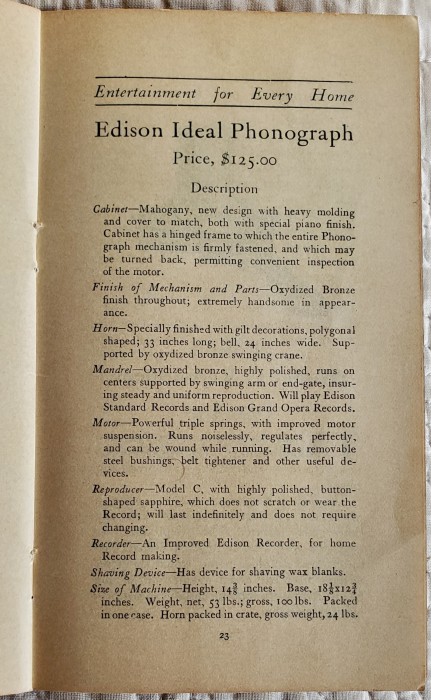 Entertainment for Every Home
Edison Ideal Phonograph
Price, $125.00
Description
Cabinet—Mahogany, new design with heavy molding
and cover to match, both with special piano finish.
Cabinet has a hinged frame to which the entire Phono-
graph mechanism is firmly fastened, and which may
be turned back, permitting convenient inspection
of the motor.
Finish of Mechanism and Parts—Oxydized Bronze
finish throughout; extremely handsome in appear-
ance.
Horn—Specially finished with gilt decorations, polygonal
shaped; 33 inches long; bell, 24 inches wide. Sup-
ported by oxydized bronze swinging crane.
Mandrel—Oxydized bronze, highly polished, runs on
centers supported by swinging arm or end-gate, insur-
ing steady and uniform reproduction. Will play Edison
Standard Records and Edison Grand Opera Records.
Motor—Powerful triple springs, with improved motor
suspension. Runs noiselessly, regulates perfectly,
and can be wound while running. Has removable
steel bushings, belt tightener and other useful de-
vices.
Reproducer—Model C, with highly polished, button-
shaped sapphire, which does not scratch or wear the
Record; will last indefinitely and does not require
changing.
Recorder—An Improved Edison Recorder, for home
Record making.
Shaving Device—Has device for shaving wax blanks.
Size of Machine—Height, inches. Base,
inches. Weight, net, 53 lbs.; gross, 100 lbs. Packed
in one case. Horn packed in crate, gross weight, 24 lbs.
23